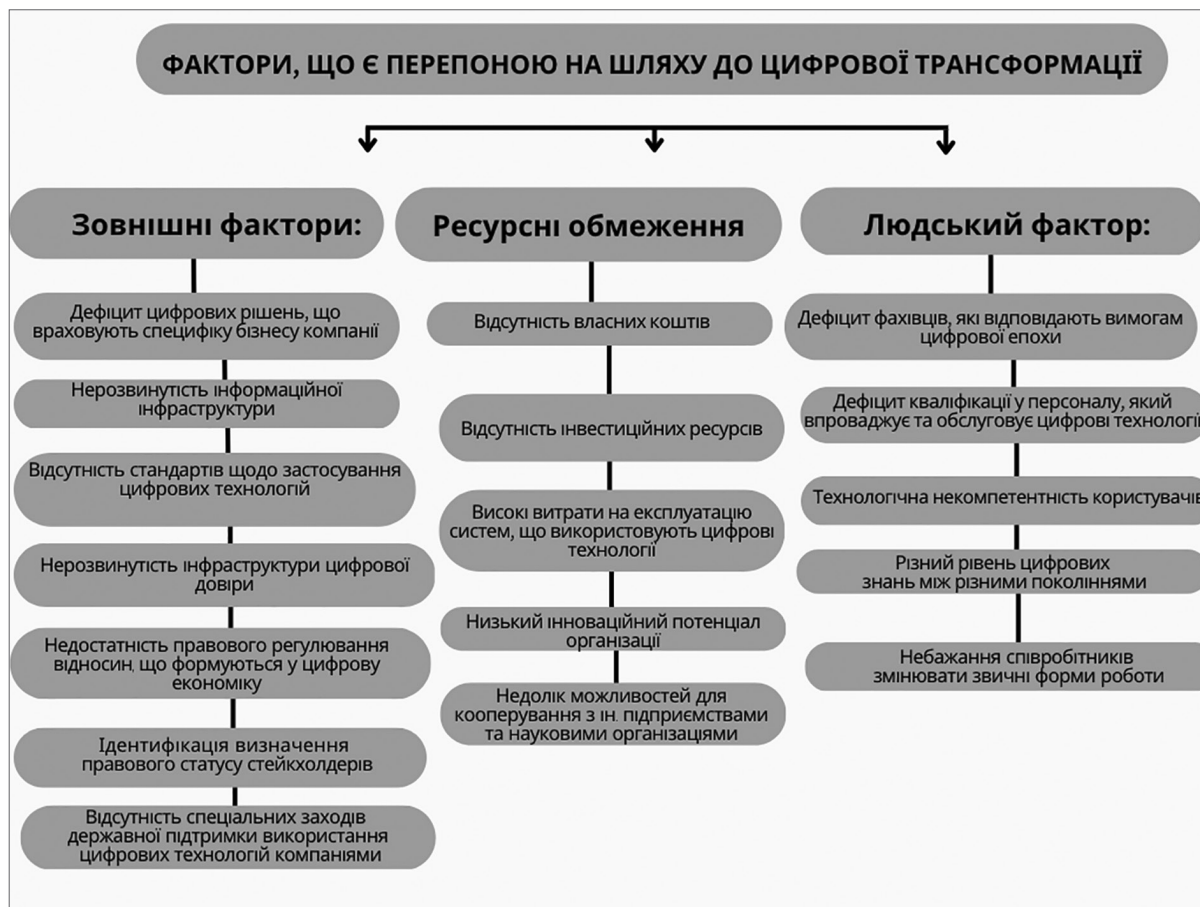 ФАКТОРИ, ЩО Є ПЕРЕПОНОЮ НА ШЛЯХУ ДО ЦИФРОВОЇ ТРАНСФОРМАЦІЇ
Зовнішні фактори:
Дефіцит цифрових рішень, що
враховують специфіку бізнесу компанії
Нерозвинутість інформаційної
інфраструктури
Відсутність стандартів щодо застосування
цифрових технологій
Нерозвинутість інфраструктури цифрової
довіри
Недостатність правового регулювання
відносин, що формуються у цифрову
економіку
Ідентифікація визначення
правового статусу стейкхолдерів
Відсутність спеціальних заходів
державної підтримки використання
цифрових технологій компаніями
Ресурсні обмеження
Відсутність власних коштів
Відсутність інвестиційних ресурсів
Високі витрати на експлуатацію
систем, що використовують цифрові
технології
Низький інноваційний потенціал
організації
Недолік можливостей для
кооперування з ін. підприємствами
та науковими організаціями
Людський фактор:
Дефіцит фахівців, які відповідають вимогам
цифрової епохи
Дефіцит кваліфікації у персоналу, який
впроваджує та обслуговує цифрові технології
Технологічна некомпетентність користувачів
Різний рівень цифрових
знань між різними поколіннями
Небажання співробітників
змінювати звичні форми роботи